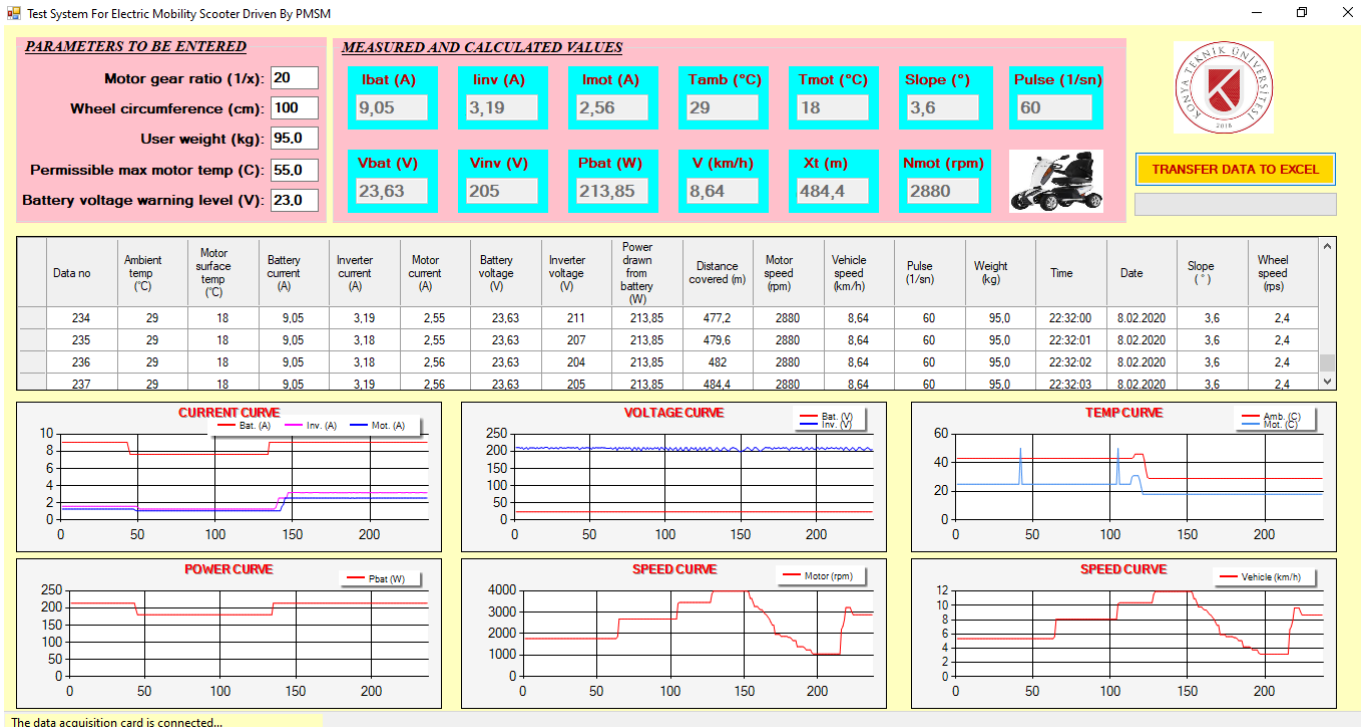 Test System For Electric Mobility Scooter Driven By PMSM
PARAMETERS TO BE ENTERED
Motor gear ratio (1/x): 20
Wheel circumference (cm): 100
User weight (kg): 95.0
Permissible max motor temp (C): 55,0
Battery voltage warning level (V): 23,0
MEASURED AND CALCULATED VALUES
Ibat (A) Iinv (A) Imot (A) Tamb (°C) Tmot (°C) Slope (°) Pulse (1/sn)
9,05 3,19 2,56 29 18 3,6 60
Vbat (V) Vinv (V) Pbat (W) V (km/h) Xt (m) Nmot (rpm)
23,63 205 213,85 8,64 484,4 2880
KONYA TEKNİK ÜNİVERSİTESİ
2018
TRANSFER DATA TO EXCEL
Data no Ambient temp (°C) Motor surface temp (°C) Battery current (A) Inverter current (A) Motor current (A) Battery voltage (V) Inverter voltage (V) Power drawn from battery (W) Distance covered (m) Motor speed (rpm) Vehicle speed (km/h) Pulse (1/sn) Weight (kg) Time Date Slope (°) Wheel speed (rps)
234 29 18 9,05 3,19 2,55 23,63 211 213,85 477,2 2880 8,64 60 95,0 22:32:00 8.02.2020 3,6 2,4
235 29 18 9,05 3,18 2,56 23,63 207 213,85 479,6 2880 8,64 60 95,0 22:32:01 8.02.2020 3,6 2,4
236 29 18 9,05 3,18 2,56 23,63 204 213,85 482 2880 8,64 60 95,0 22:32:02 8.02.2020 3,6 2,4
237 29 18 9,05 3,19 2,56 23,63 205 213,85 484,4 2880 8,64 60 95,0 22:32:03 8.02.2020 3,6 2,4
CURRENT CURVE
Bat. (A) Inv. (A) Mot. (A)
10
8
6
4
2
0
0 50 100 150 200
VOLTAGE CURVE
Bat. (V)
Inv. (V)
250
200
150
100
50
0
0 50 100 150 200
TEMP CURVE
Amb. (C)
Mot. (C)
60
40
20
0
0 50 100 150 200
POWER CURVE
Pbat (W)
250
200
150
100
50
0
0 50 100 150 200
SPEED CURVE
Motor (rpm)
4000
3000
2000
1000
0
0 50 100 150 200
SPEED CURVE
Vehicle (km/h)
12
10
8
6
4
2
0
0 50 100 150 200
The data acquisition card is connected...